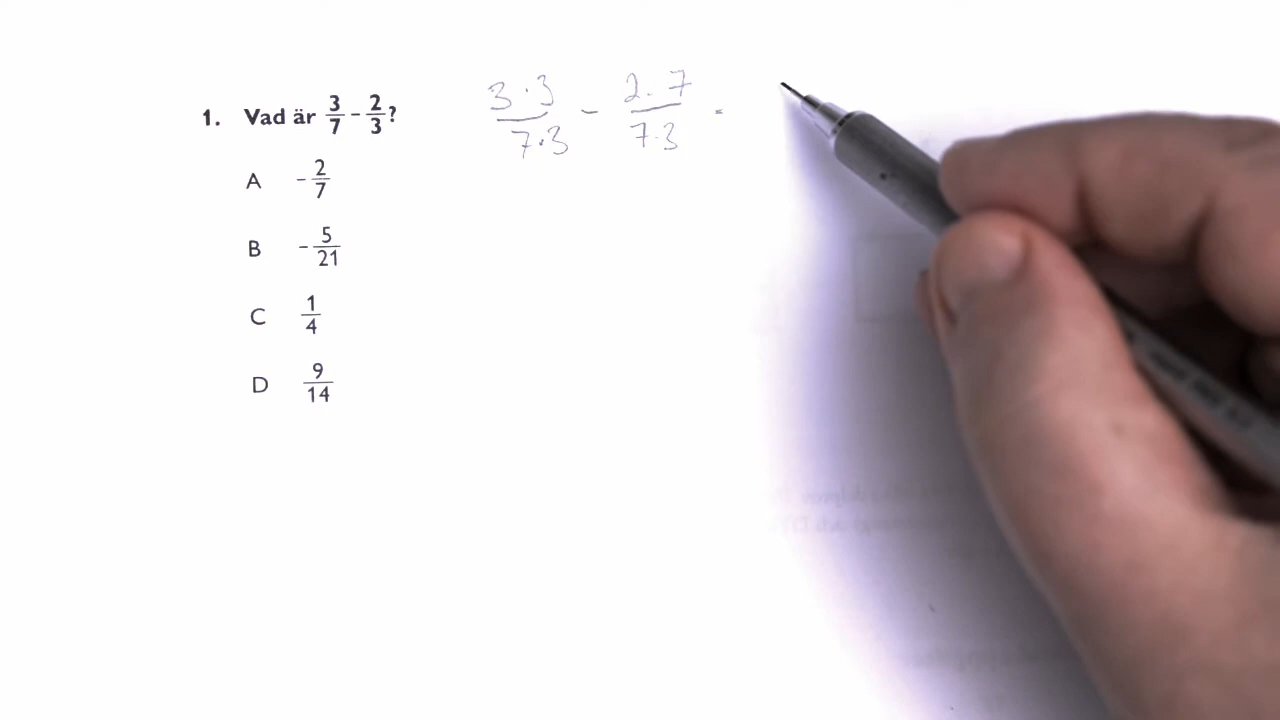 1. Vad är 3/7 - 2/3?
3·3/7·3 - 2·7/7·3 =
A -2/7
B -5/21
C 1/4
D 9/14